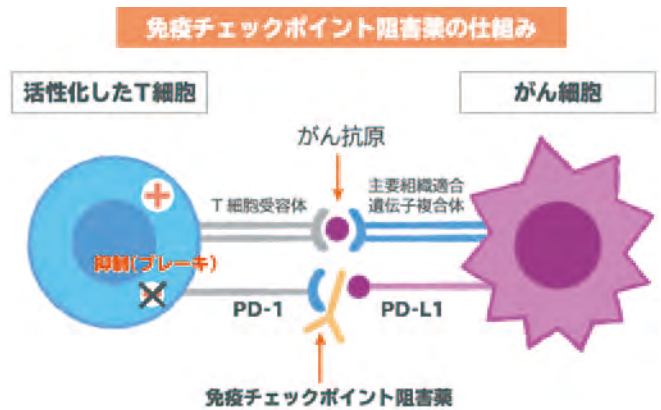 免疫チェックポイント阻害薬の仕組み
活性化したT細胞
がん細胞
がん抗原
T細胞受容体
主要組織適合
遺伝子複合体
抑制(ブレーキ)
PD-1
PD-L1
免疫チェックポイント阻害薬